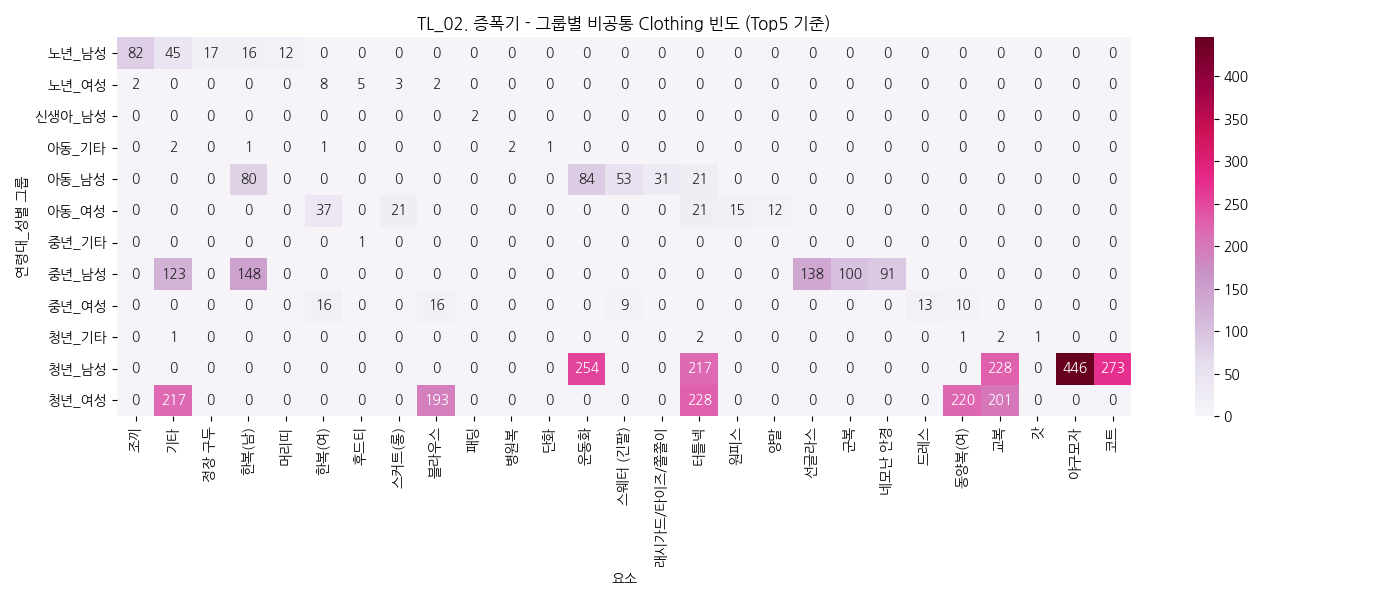 TL_02. 증폭기 - 그룹별 비공통 Clothing 빈도 (Top5 기준)
연령대_성별 그룹
노년_남성 82 45 17 16 12 0 0 0 0 0 0 0 0 0 0 0 0 0 0 0 0 0 0 0 0 0 0
노년_여성 2 0 0 0 0 8 5 3 2 0 0 0 0 0 0 0 0 0 0 0 0 0 0 0 0 0 0
신생아_남성 0 0 0 0 0 0 0 0 0 2 0 0 0 0 0 0 0 0 0 0 0 0 0 0 0 0 0
아동_기타 0 2 0 1 0 1 0 0 0 0 2 1 0 0 0 0 0 0 0 0 0 0 0 0 0 0 0
아동_남성 0 0 0 80 0 0 0 0 0 0 0 0 84 53 31 21 0 0 0 0 0 0 0 0 0 0 0
아동_여성 0 0 0 0 0 37 0 21 0 0 0 0 0 0 0 21 15 12 0 0 0 0 0 0 0 0 0
중년_기타 0 0 0 0 0 0 1 0 0 0 0 0 0 0 0 0 0 0 0 0 0 0 0 0 0 0 0
중년_남성 0 123 0 148 0 0 0 0 0 0 0 0 0 0 0 0 0 0 138 100 91 0 0 0 0 0 0
중년_여성 0 0 0 0 0 16 0 0 16 0 0 0 0 9 0 0 0 0 0 0 0 13 10 0 0 0 0
청년_기타 0 1 0 0 0 0 0 0 0 0 0 0 0 0 0 2 0 0 0 0 0 0 1 2 1 0 0
청년_남성 0 0 0 0 0 0 0 0 0 0 0 0 254 0 0 217 0 0 0 0 0 0 0 228 0 446 273
청년_여성 0 217 0 0 0 0 0 0 193 0 0 0 0 0 0 228 0 0 0 0 0 0 220 201 0 0 0
조끼
기타
정장 구두
한복(남)
머리띠
한복(여)
후드티
스커트(롱)
블라우스
패딩
병원복
단화
운동화
스웨터 (긴팔)
래시가드/타이즈/쫄쫄이
터틀넥
원피스
양말
선글라스
군복
네모난 안경
드레스
동양복(여)
교복
갓
야구모자
코트
요소
400
350
300
250
200
150
100
50
0